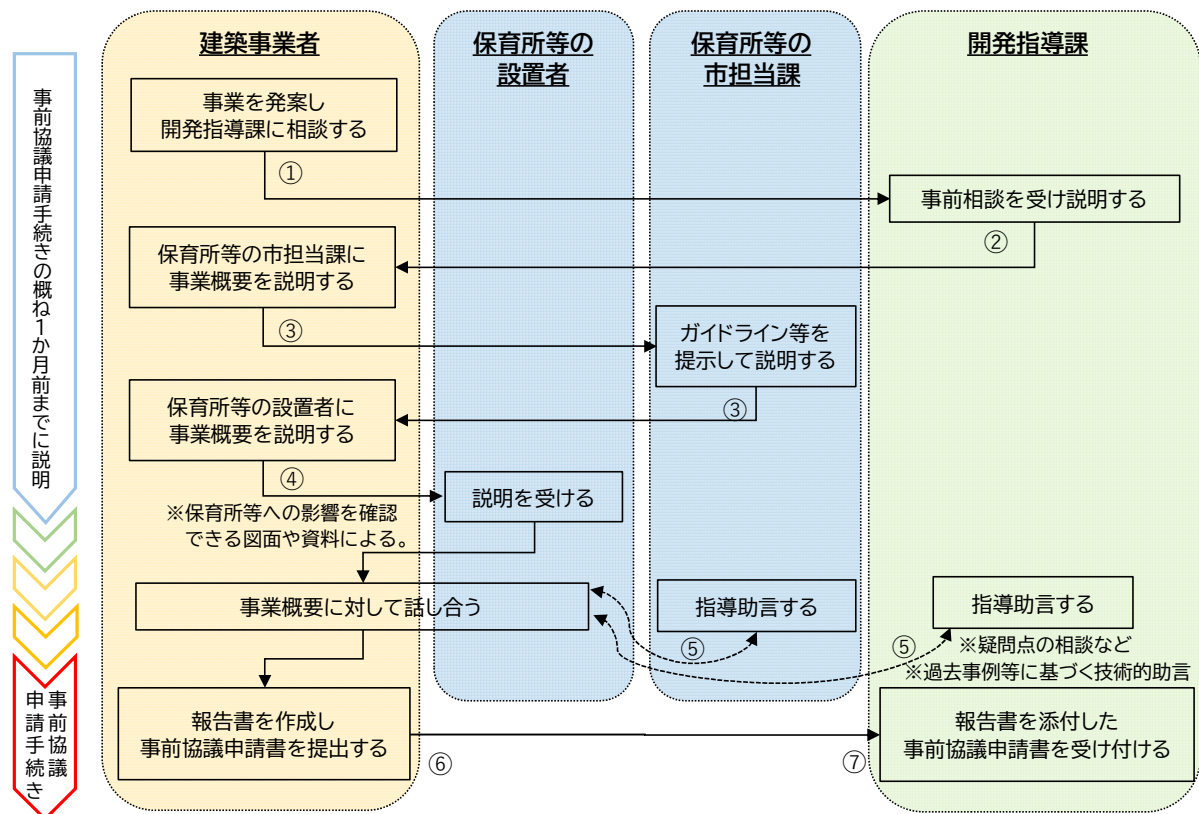 建築事業者
保育所等の
設置者
保育所等の
市担当課
開発指導課
事前協議申請手続きの概ね1か月前までに説明
事業を発案し
開発指導課に相談する
①
事前相談を受け説明する
②
保育所等の市担当課に
事業概要を説明する
③
ガイドライン等を
提示して説明する
③
保育所等の設置者に
事業概要を説明する
④
説明を受ける
※保育所等への影響を確認
できる図面や資料による。
事業概要に対して話し合う
指導助言する
指導助言する
⑤
⑤
※疑問点の相談など
※過去事例等に基づく技術的助言
事前協議
申請手続き
報告書を作成し
事前協議申請書を提出する
⑥
⑦
報告書を添付した
事前協議申請書を受け付ける